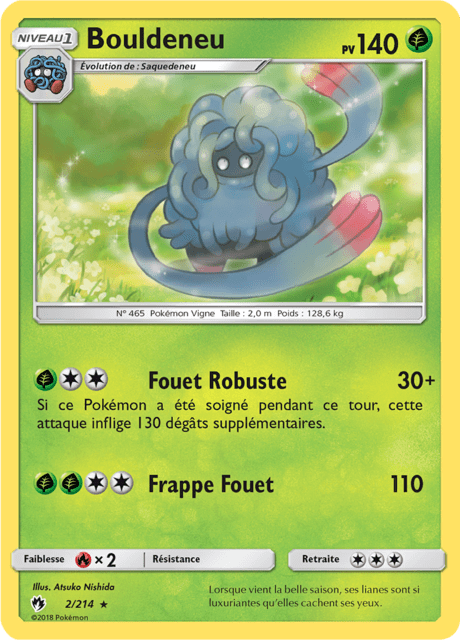 NIVEAU 1
Bouldeneu
PV 140
Évolution de : Saquedeneu
N° 465 Pokémon Vigne Taille : 2,0 m Poids : 128,6 kg
Fouet Robuste 30+
Si ce Pokémon a été soigné pendant ce tour, cette
attaque inflige 130 dégâts supplémentaires.
Frappe Fouet 110
Faiblesse × 2 Résistance Retraite
Illus. Atsuko Nishida
2/214 ★
©2018 Pokémon
Lorsque vient la belle saison, ses lianes sont si
luxuriantes qu'elles cachent ses yeux.